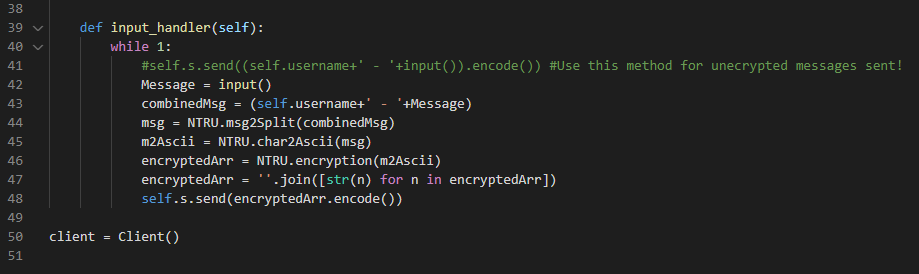 38
39 def input_handler(self):
40 while 1:
41 #self.s.send((self.username+' - '+input()).encode()) #Use this method for unecrypted messages sent!
42 Message = input()
43 combinedMsg = (self.username+' - '+Message)
44 msg = NTRU.msg2Split(combinedMsg)
45 m2Ascii = NTRU.char2Ascii(msg)
46 encryptedArr = NTRU.encryption(m2Ascii)
47 encryptedArr = ''.join([str(n) for n in encryptedArr])
48 self.s.send(encryptedArr.encode())
49
50 client = Client()
51